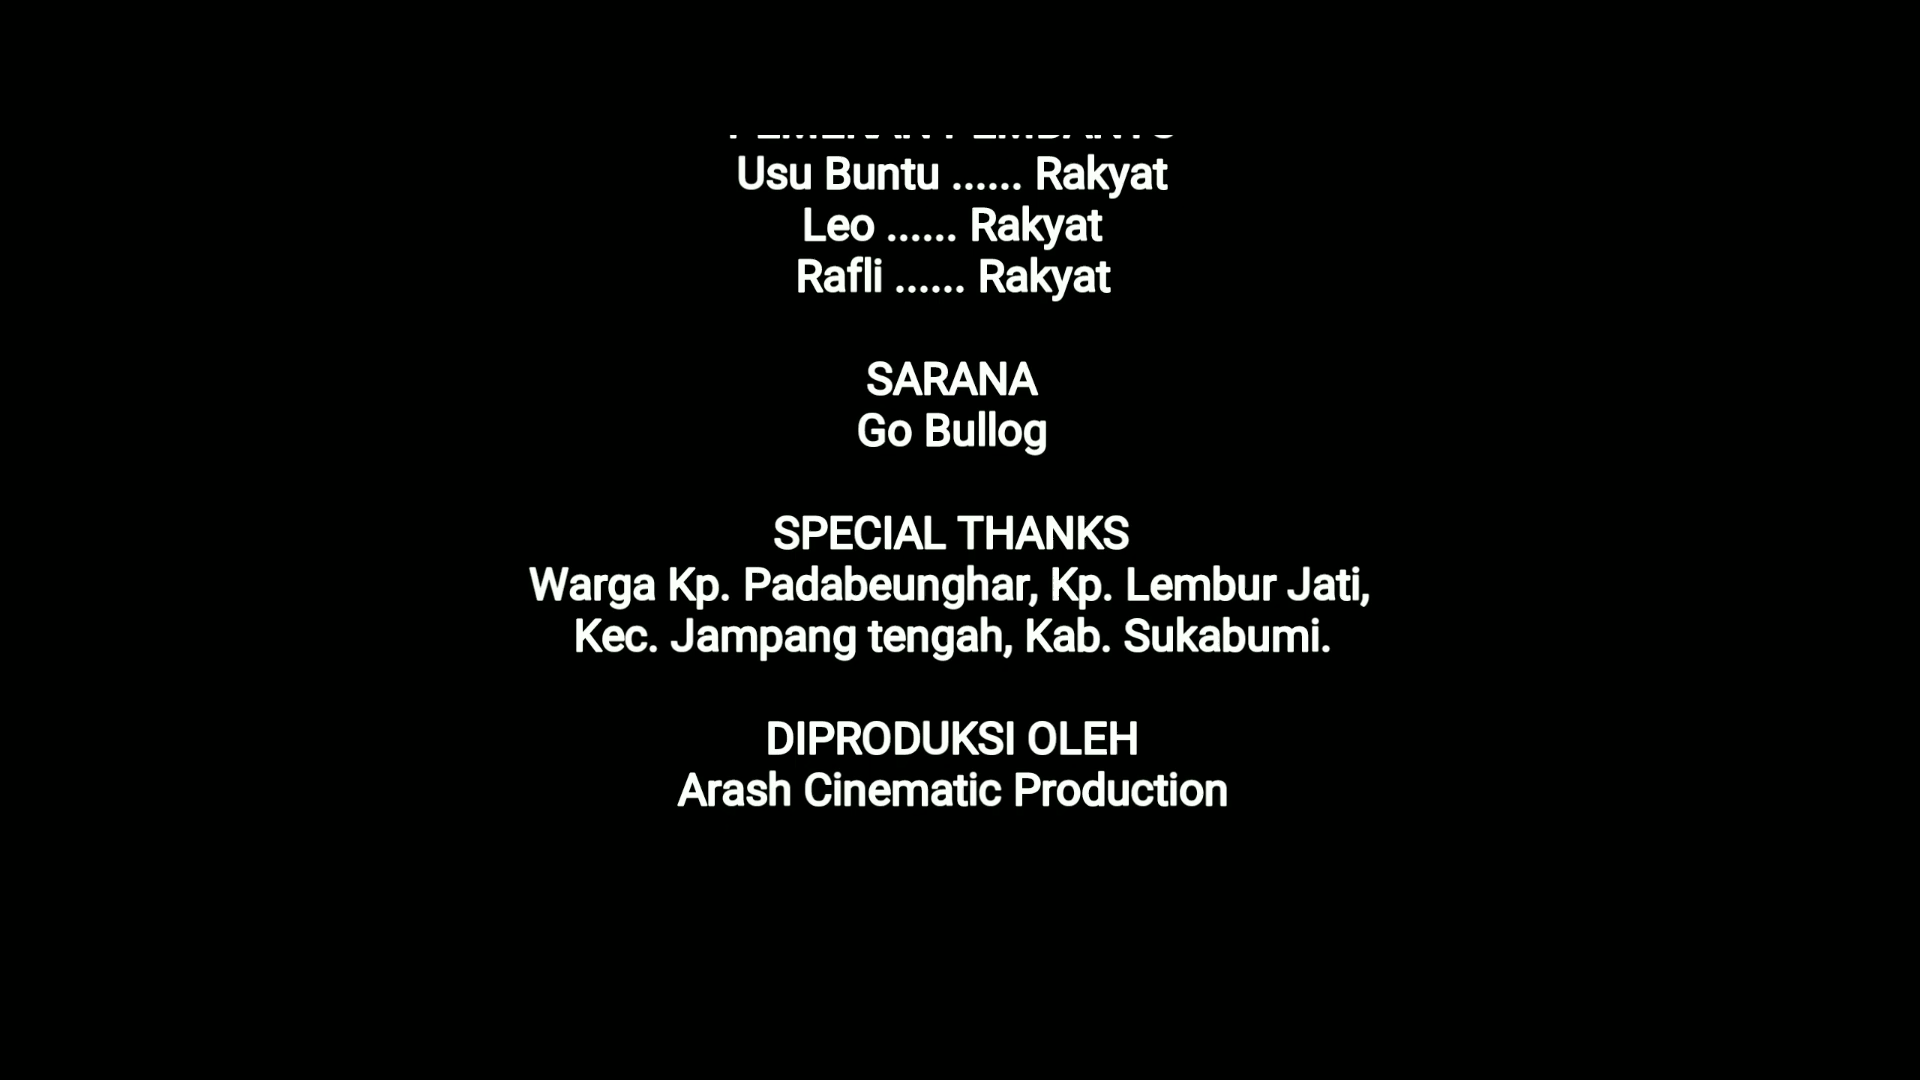 Usu Buntu ...... Rakyat
Leo ...... Rakyat
Rafli ...... Rakyat
SARANA
Go Bullog
SPECIAL THANKS
Warga Kp. Padabeunghar, Kp. Lembur Jati,
Kec. Jampang tengah, Kab. Sukabumi.
DIPRODUKSI OLEH
Arash Cinematic Production